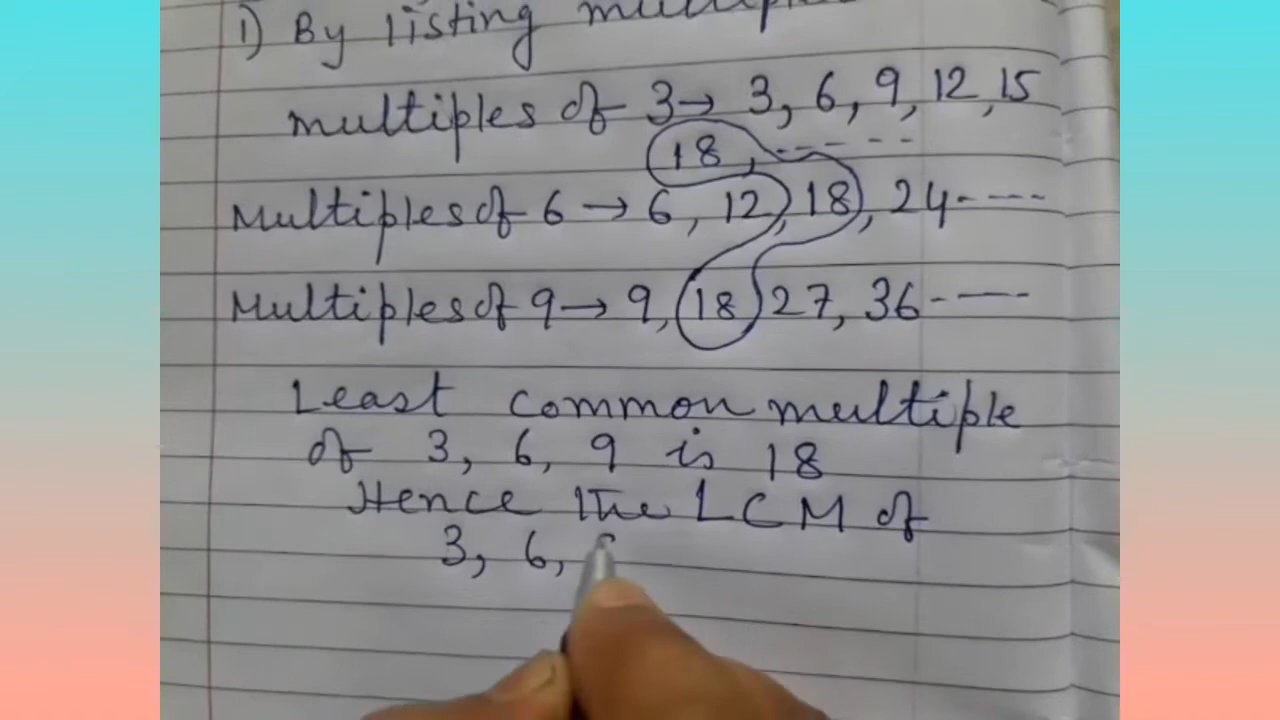 1) By listing multiples
multiples of 3 → 3, 6, 9, 12, 15
18, ------
Multiples of 6 → 6, 12, 18, 24----
Multiples of 9 → 9, 18 27, 36----
Least common multiple
of 3, 6, 9 is 18
Hence the LCM of
3, 6,